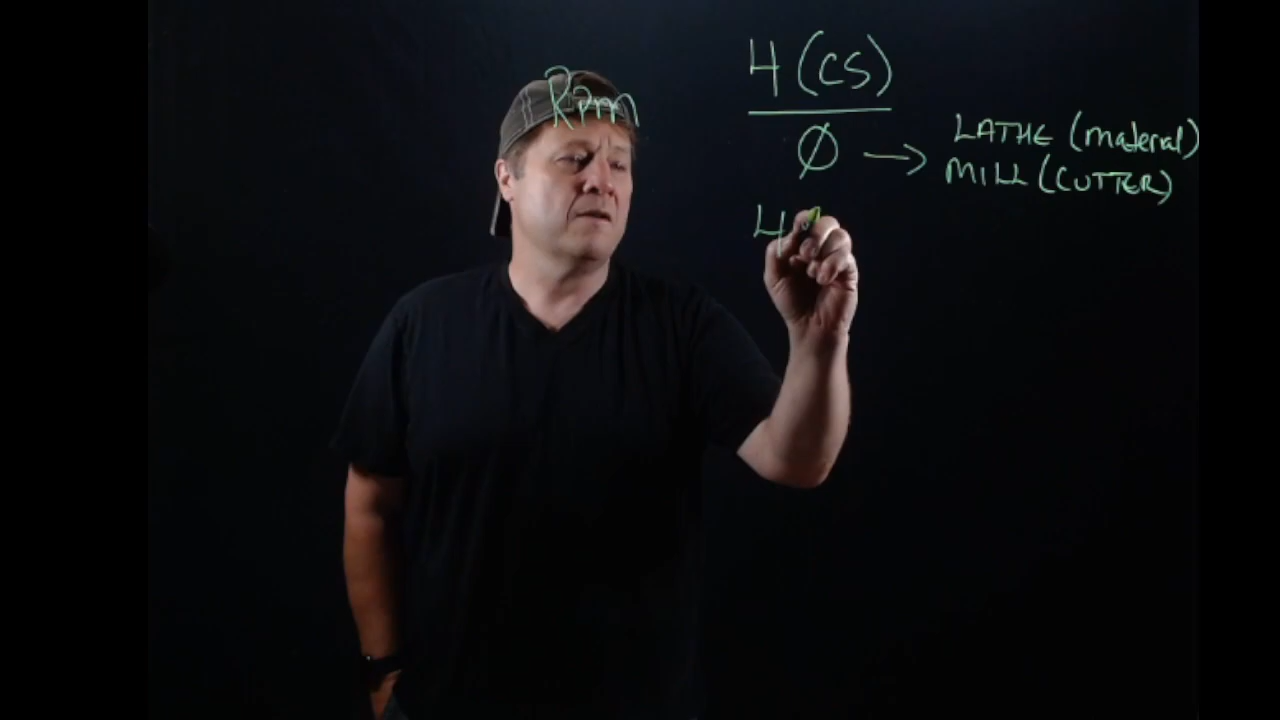 Rpm
4 (CS)
Ø → LATHE (material)
MILL (CUTTER)
4